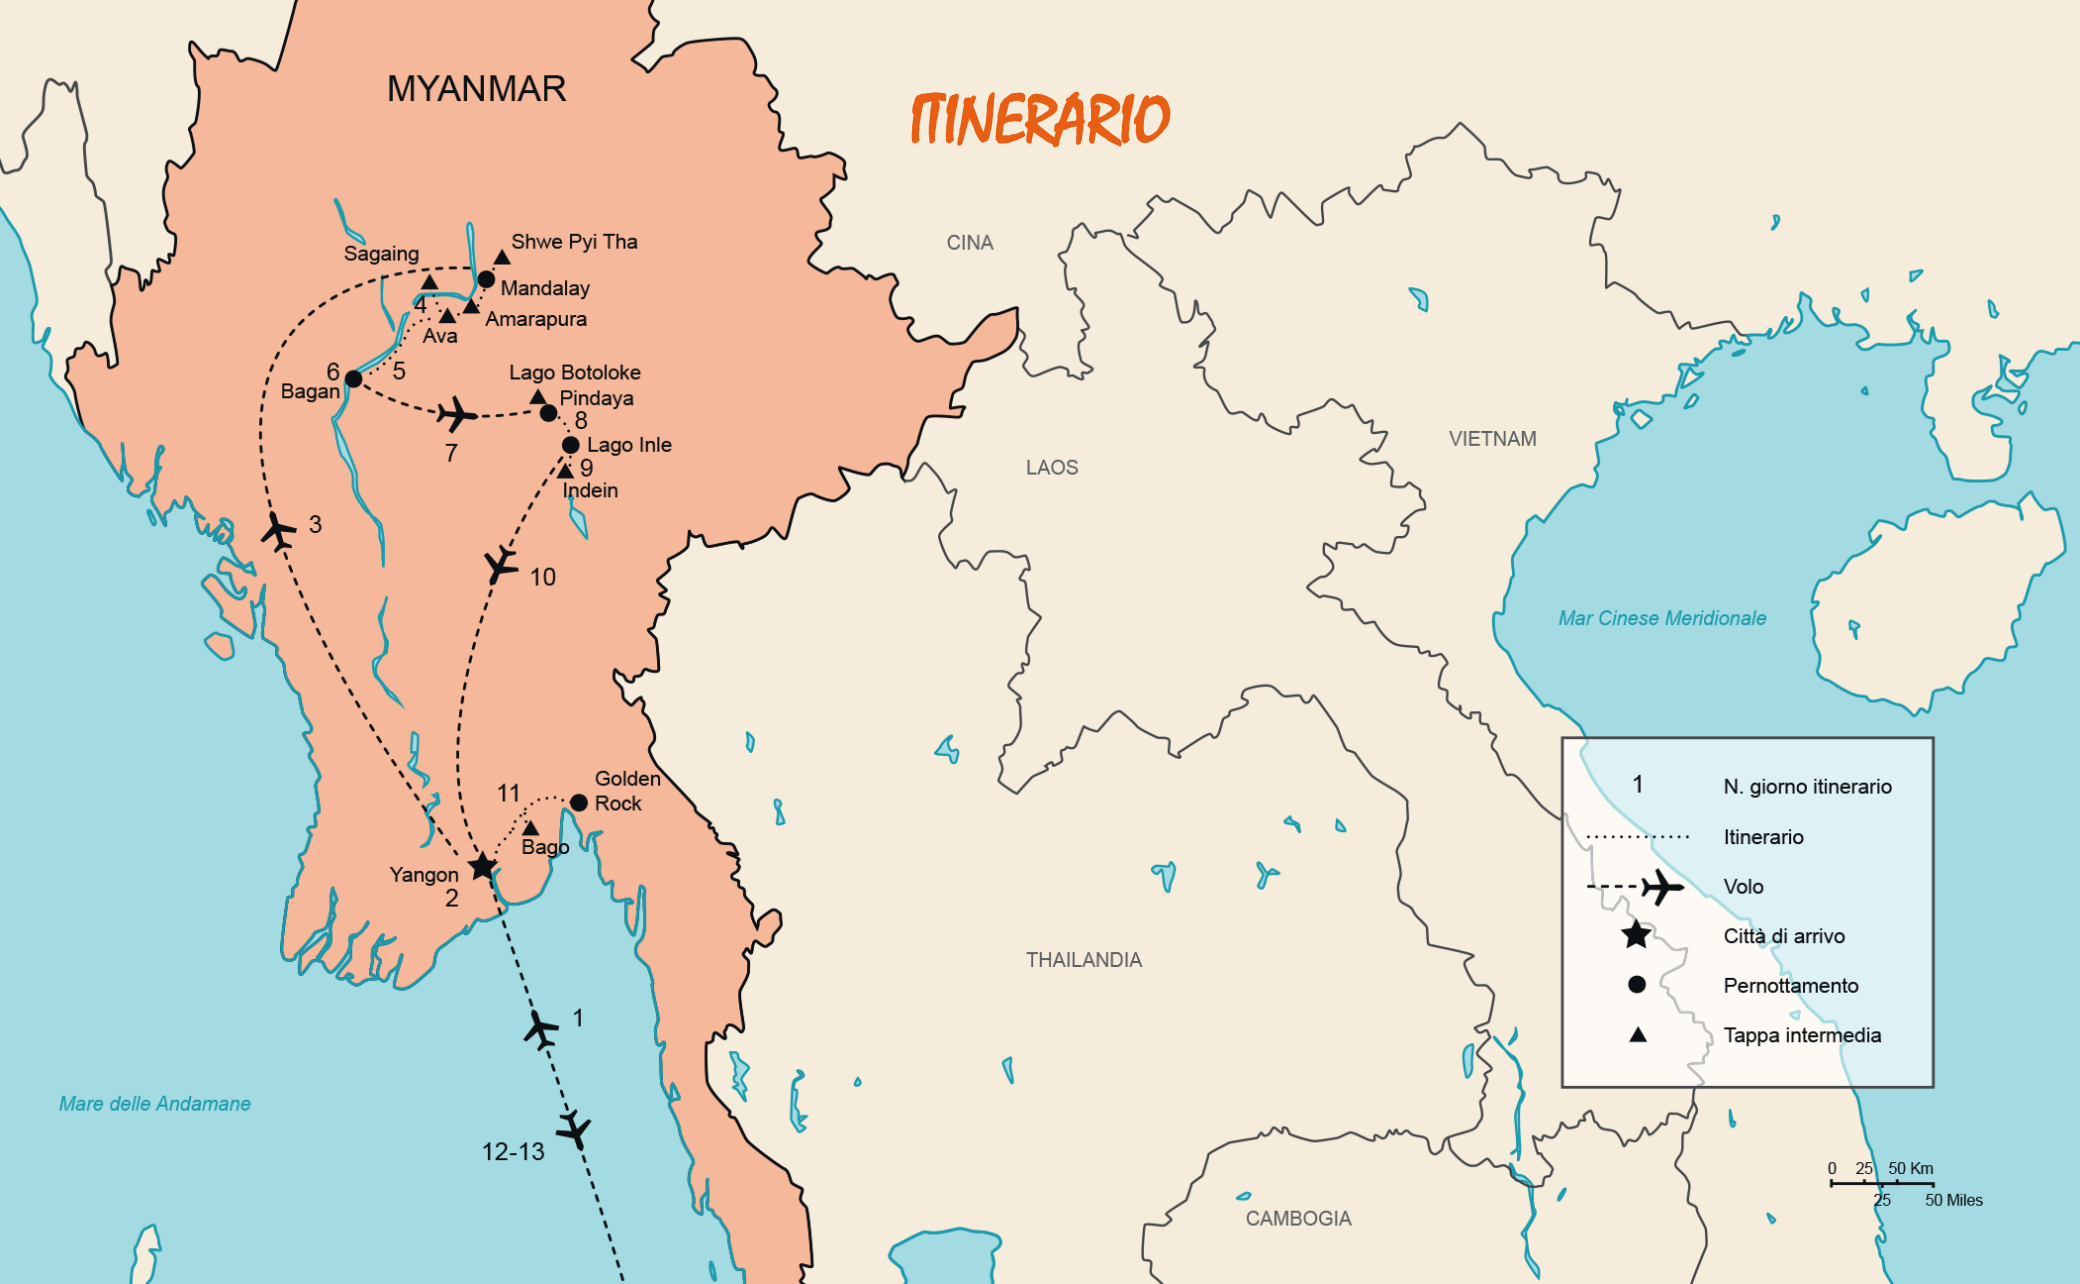 MYANMAR
ITINERARIO
CINA
Shwe Pyi Tha
Sagaing
Mandalay
4
Amarapura
Ava
6
5
Bagan
Lago Botoloke
Pindaya
8
7
Lago Inle
9
Indein
VIETNAM
LAOS
3
10
Mar Cinese Meridionale
Golden
Rock
11
Bago
Yangon
2
THAILANDIA
1
12-13
Mare delle Andamane
CAMBOGIA
1 N. giorno itinerario
Itinerario
Volo
Città di arrivo
Pernottamento
Tappa intermedia
0 25 50 Km
25 50 Miles